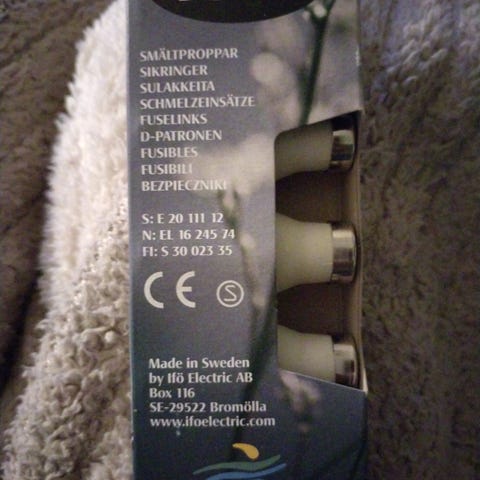 SMÄLTPROPPAR
SIKRINGER
SULAKKEITA
SCHMELZEINSÄTZE
FUSELINKS
D-PATRONEN
FUSIBLES
FUSIBILI
BEZPIECZNIKI
S: E 20 111 12
N: EL 16 245 74
FI: S 30 023 35
CE S
Made in Sweden
by Ifö Electric AB
Box 116
SE-29522 Bromölla
www.ifoelectric.com